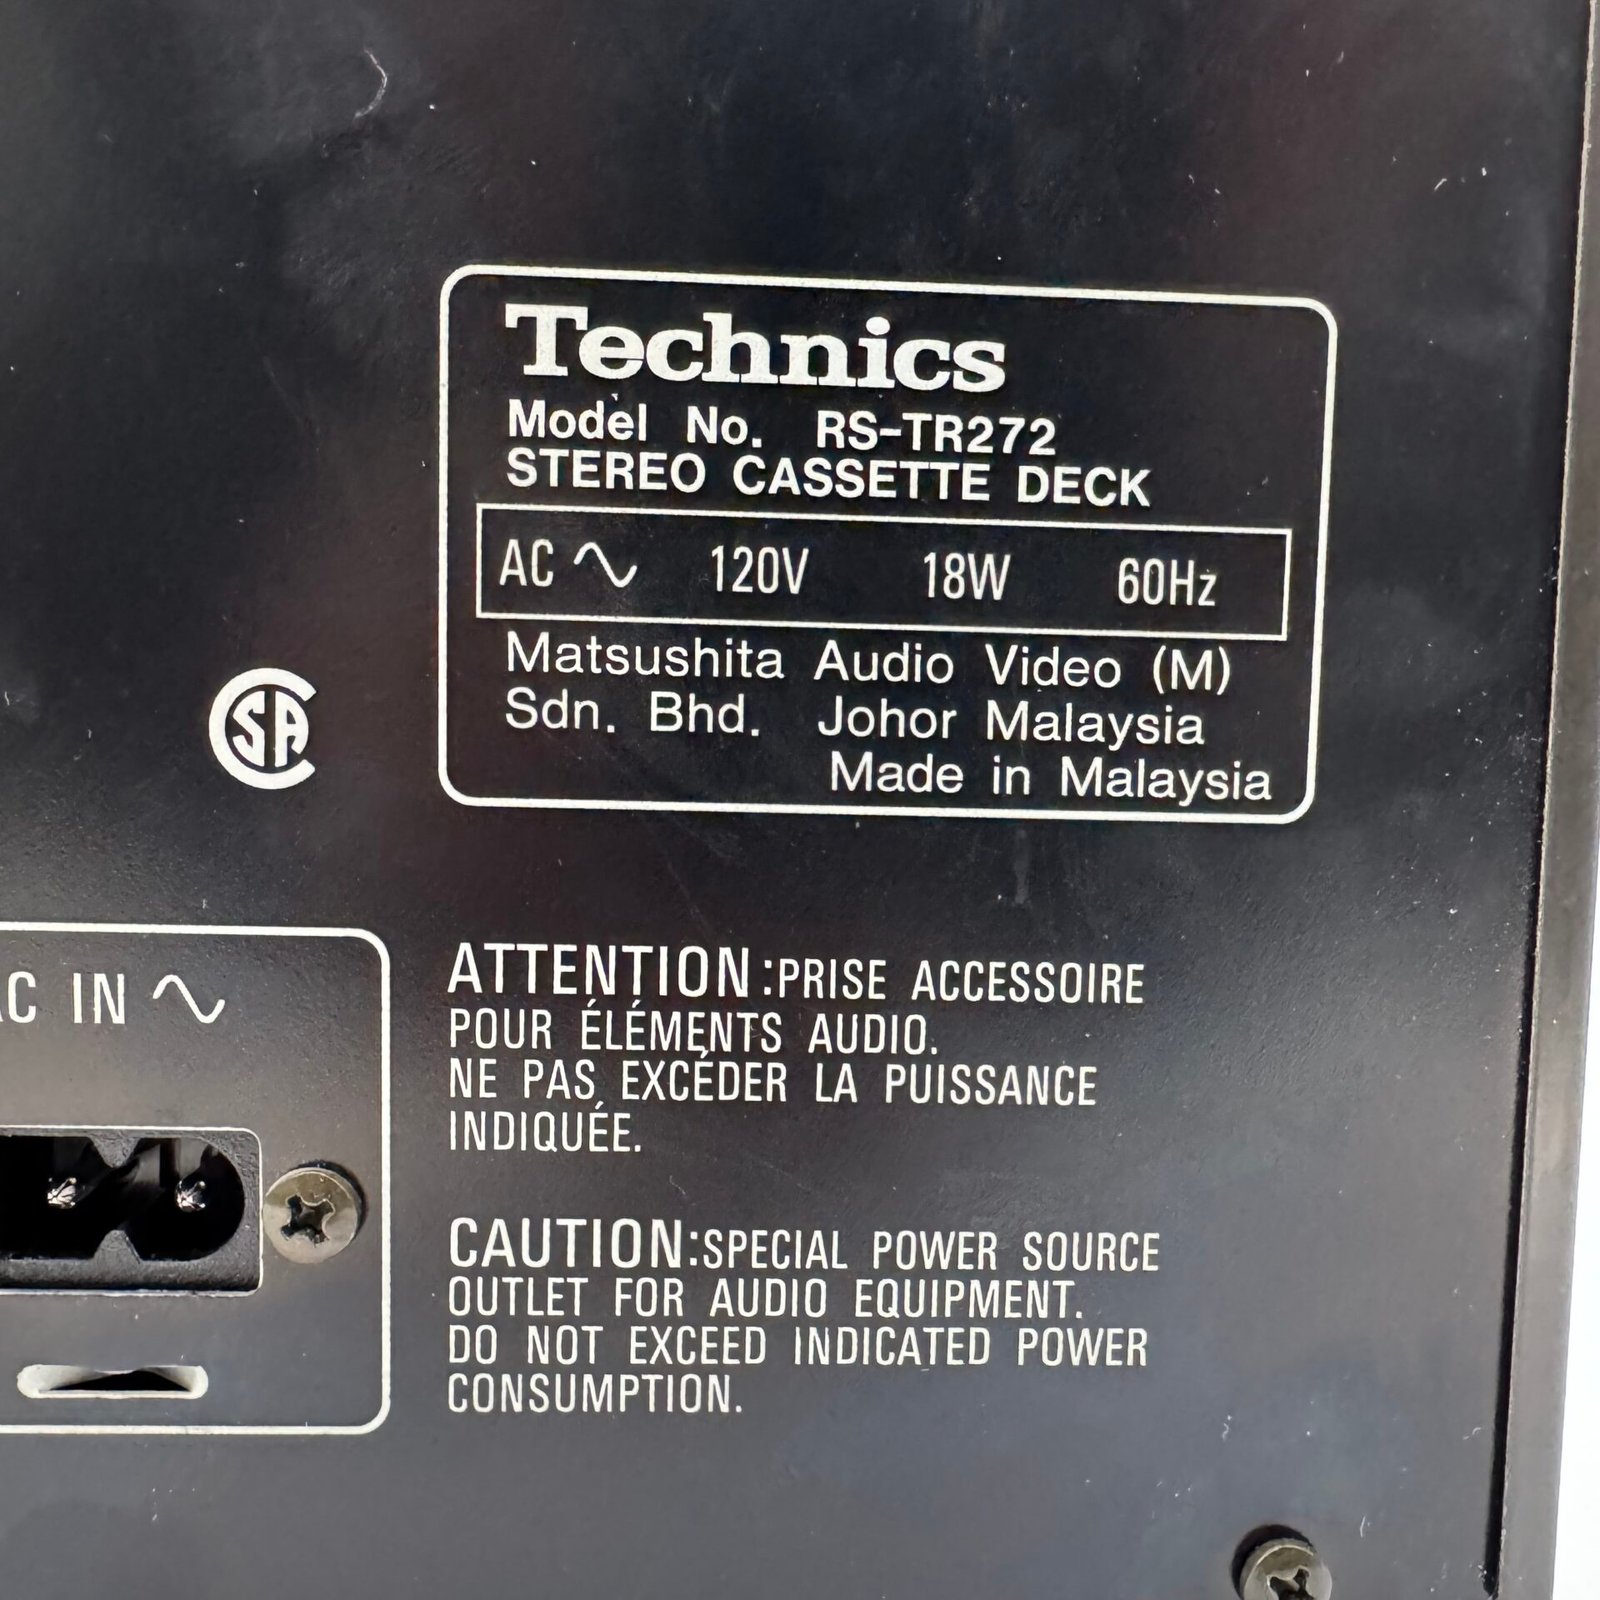 Technics
Model No. RS-TR272
STEREO CASSETTE DECK
AC ∿ 120V 18W 60Hz
Matsushita Audio Video (M)
Sdn. Bhd. Johor Malaysia
Made in Malaysia
CSA
AC IN ∿
ATTENTION:PRISE ACCESSOIRE
POUR ÉLÉMENTS AUDIO.
NE PAS EXCÉDER LA PUISSANCE
INDIQUÉE.
CAUTION:SPECIAL POWER SOURCE
OUTLET FOR AUDIO EQUIPMENT.
DO NOT EXCEED INDICATED POWER
CONSUMPTION.